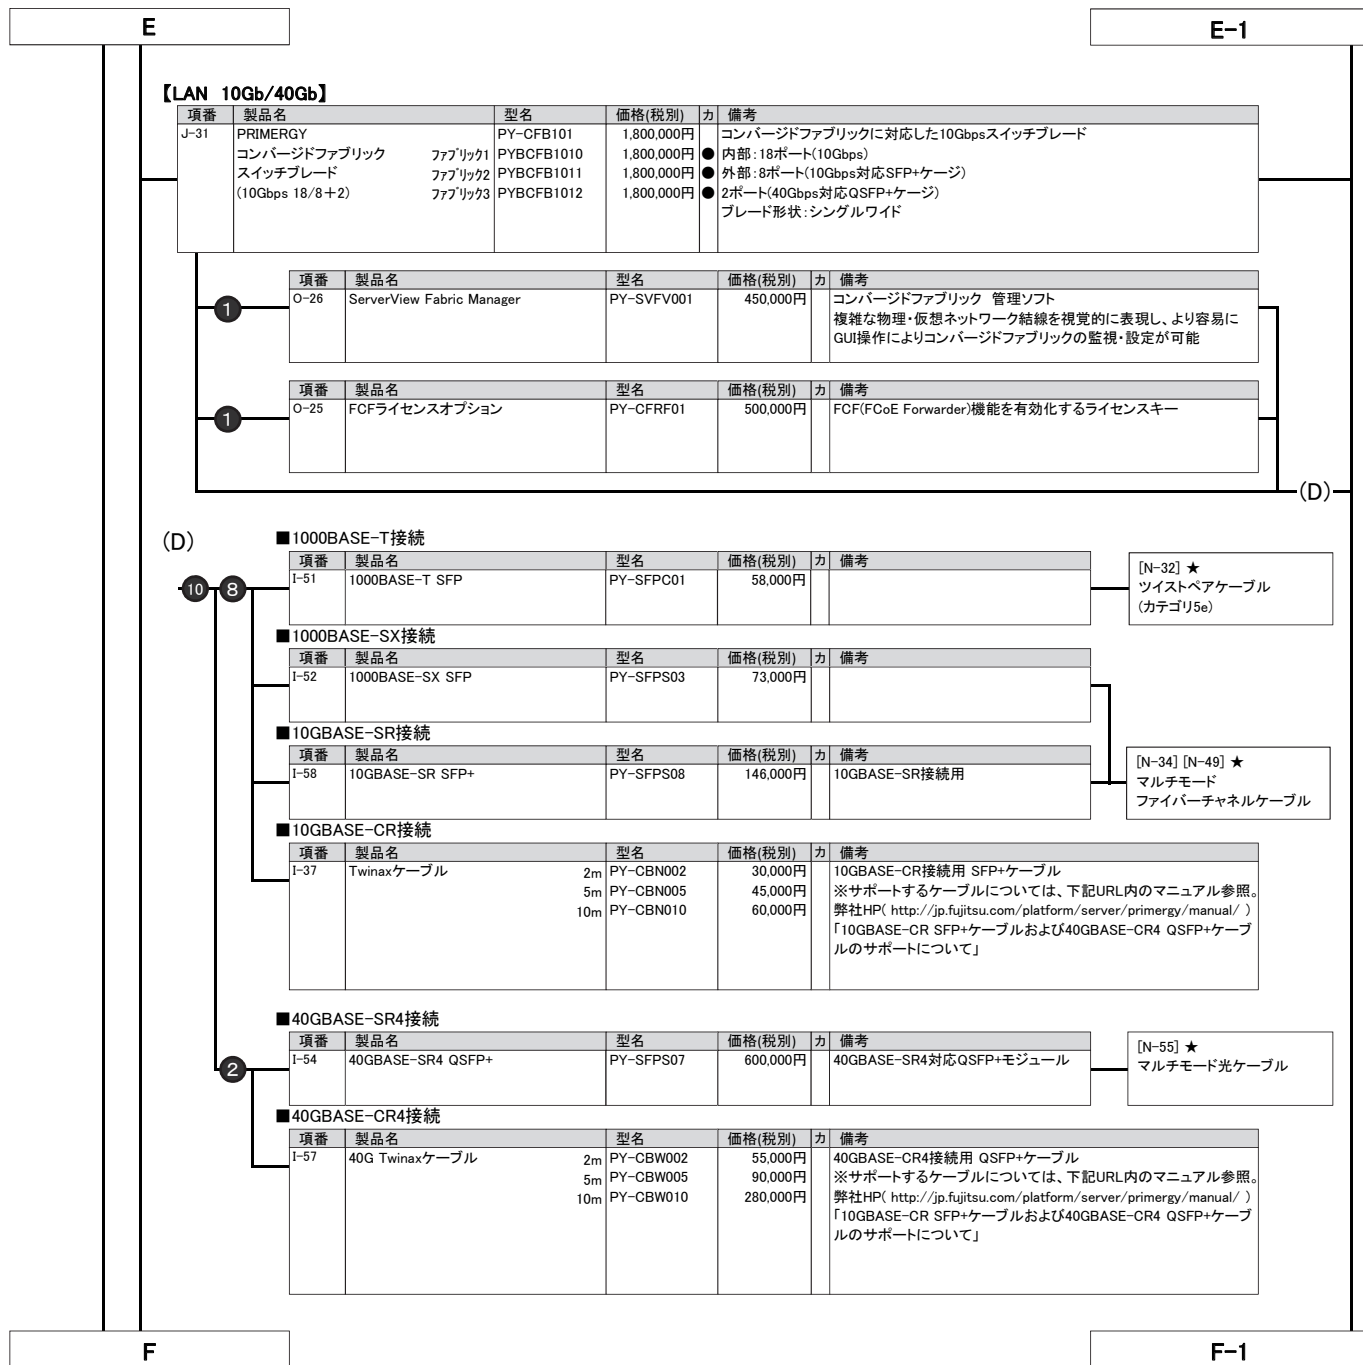 E
E-1
【LAN 10Gb/40Gb】
項番 製品名 型名 価格(税別) カ 備考
J-31 PRIMERGY PY-CFB101 1,800,000円 コンバージドファブリックに対応した10Gbpsスイッチブレード
コンバージドファブリック ファブリック1 PYBCFB1010 1,800,000円 ● 内部:18ポート(10Gbps)
スイッチブレード ファブリック2 PYBCFB1011 1,800,000円 ● 外部:8ポート(10Gbps対応SFP+ケージ)
(10Gbps 18/8+2) ファブリック3 PYBCFB1012 1,800,000円 ● 2ポート(40Gbps対応QSFP+ケージ)
ブレード形状:シングルワイド
項番 製品名 型名 価格(税別) カ 備考
1 O-26 ServerView Fabric Manager PY-SVFV001 450,000円 コンバージドファブリック 管理ソフト
複雑な物理・仮想ネットワーク結線を視覚的に表現し、より容易に
GUI操作によりコンバージドファブリックの監視・設定が可能
項番 製品名 型名 価格(税別) カ 備考
1 O-25 FCFライセンスオプション PY-CFRF01 500,000円 FCF(FCoE Forwarder)機能を有効化するライセンスキー
(D)
(D)
■1000BASE-T接続
項番 製品名 型名 価格(税別) カ 備考
10 8 I-51 1000BASE-T SFP PY-SFPC01 58,000円
[N-32] ★
ツイストペアケーブル
(カテゴリ5e)
■1000BASE-SX接続
項番 製品名 型名 価格(税別) カ 備考
I-52 1000BASE-SX SFP PY-SFPS03 73,000円
■10GBASE-SR接続
項番 製品名 型名 価格(税別) カ 備考
I-58 10GBASE-SR SFP+ PY-SFPS08 146,000円 10GBASE-SR接続用
[N-34] [N-49] ★
マルチモード
ファイバーチャネルケーブル
■10GBASE-CR接続
項番 製品名 型名 価格(税別) カ 備考
I-37 Twinaxケーブル 2m PY-CBN002 30,000円 10GBASE-CR接続用 SFP+ケーブル
5m PY-CBN005 45,000円 ※サポートするケーブルについては、下記URL内のマニュアル参照。
10m PY-CBN010 60,000円 弊社HP( http://jp.fujitsu.com/platform/server/primergy/manual/ )
「10GBASE-CR SFP+ケーブルおよび40GBASE-CR4 QSFP+ケーブ
ルのサポートについて」
■40GBASE-SR4接続
項番 製品名 型名 価格(税別) カ 備考
2 I-54 40GBASE-SR4 QSFP+ PY-SFPS07 600,000円 40GBASE-SR4対応QSFP+モジュール
[N-55] ★
マルチモード光ケーブル
■40GBASE-CR4接続
項番 製品名 型名 価格(税別) カ 備考
I-57 40G Twinaxケーブル 2m PY-CBW002 55,000円 40GBASE-CR4接続用 QSFP+ケーブル
5m PY-CBW005 90,000円 ※サポートするケーブルについては、下記URL内のマニュアル参照。
10m PY-CBW010 280,000円 弊社HP( http://jp.fujitsu.com/platform/server/primergy/manual/ )
「10GBASE-CR SFP+ケーブルおよび40GBASE-CR4 QSFP+ケーブ
ルのサポートについて」
F
F-1